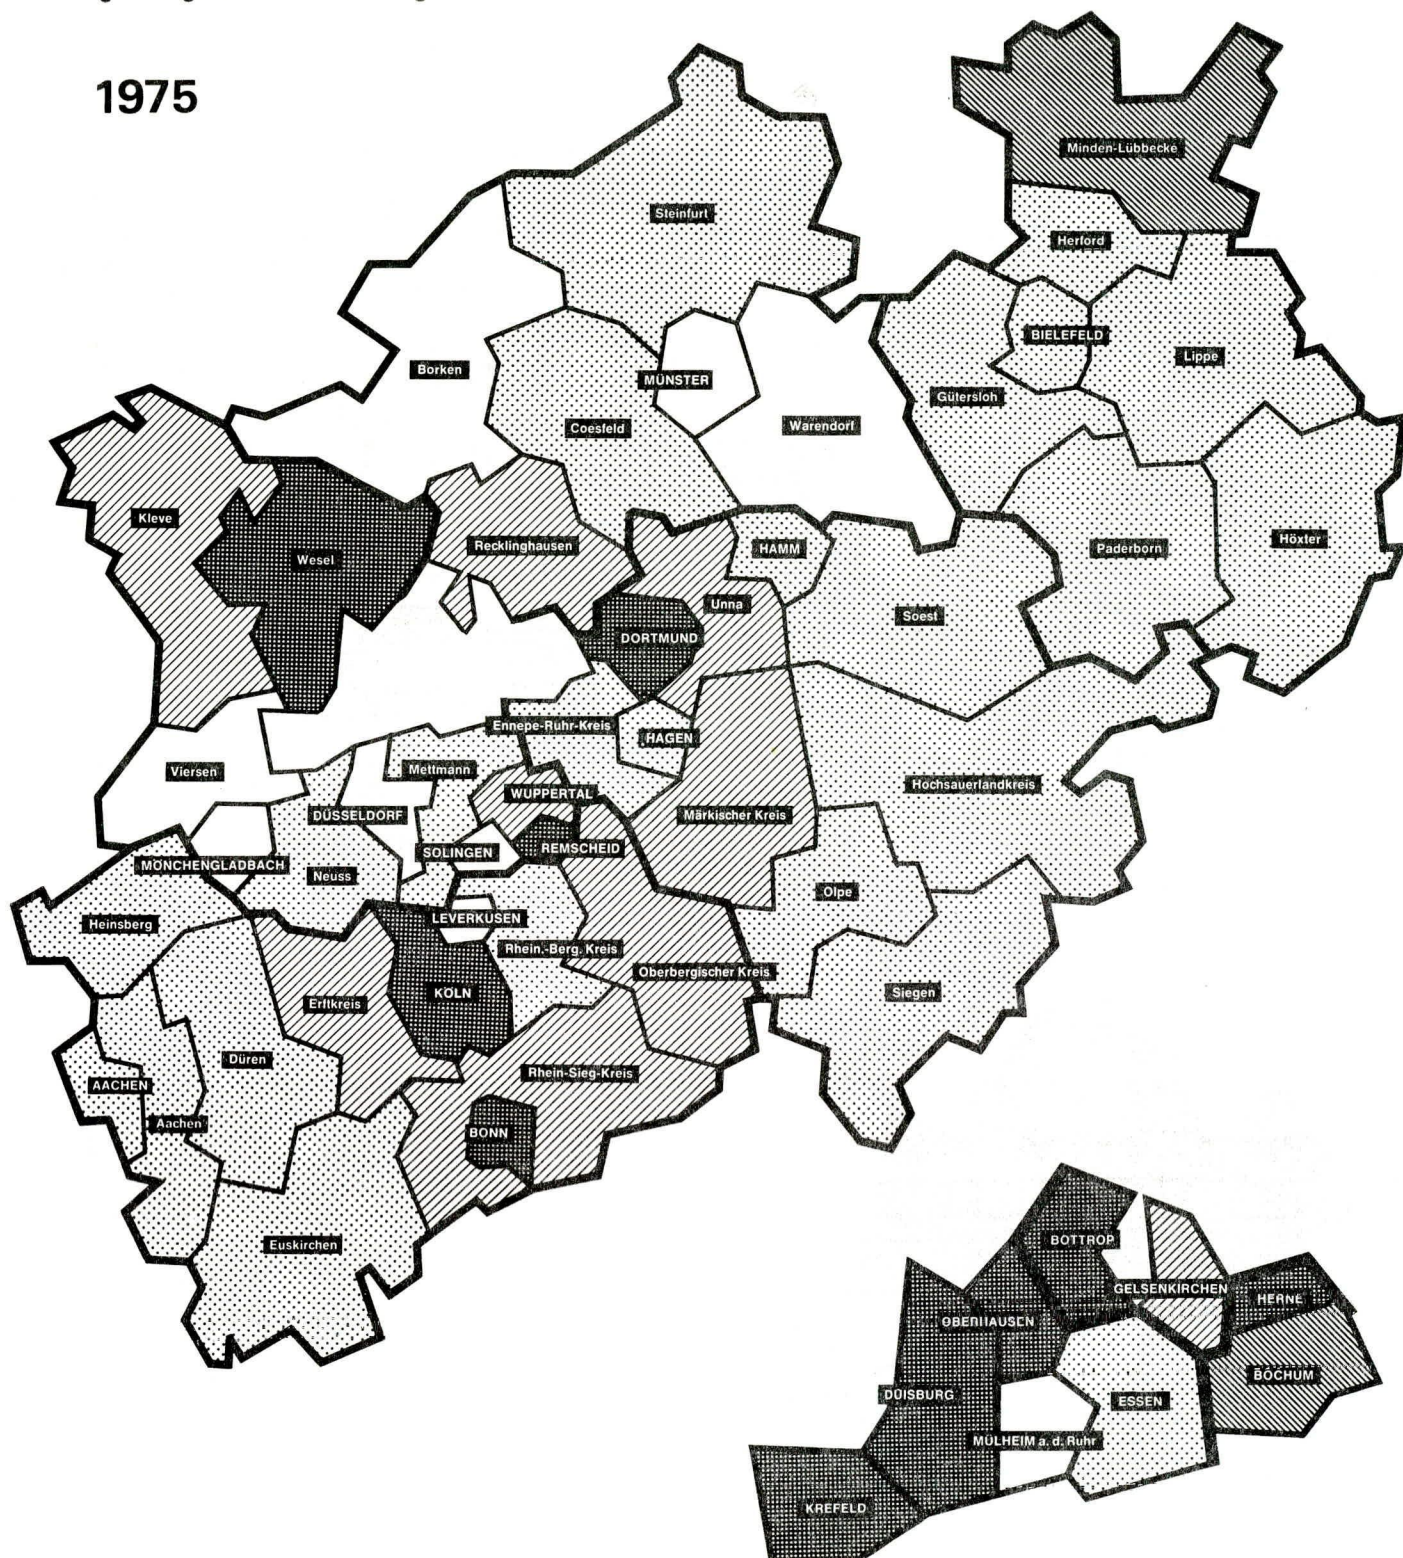 1975
Minden-Lübbecke
Steinfurt
Herford
BIELEFELD
Lippe
Borken
MÜNSTER
Gütersloh
Coesfeld
Warendorf
Kleve
Wesel
Recklinghausen
HAMM
Paderborn
Höxter
Unna
Soest
DORTMUND
Ennepe-Ruhr-Kreis
HAGEN
Viersen
Mettmann
Hochsauerlandkreis
WUPPERTAL
DÜSSELDORF
Märkischer Kreis
SOLINGEN
REMSCHEID
MÖNCHENGLADBACH
Neuss
Olpe
Heinsberg
LEVERKUSEN
Rhein.-Berg. Kreis
Oberbergischer Kreis
Erftkreis
KÖLN
Siegen
Düren
Rhein-Sieg-Kreis
AACHEN
Aachen
BONN
Euskirchen
BOTTROP
GELSENKIRCHEN
HERNE
OBERHAUSEN
BOCHUM
DUISBURG
ESSEN
MÜLHEIM a. d. Ruhr
KREFELD